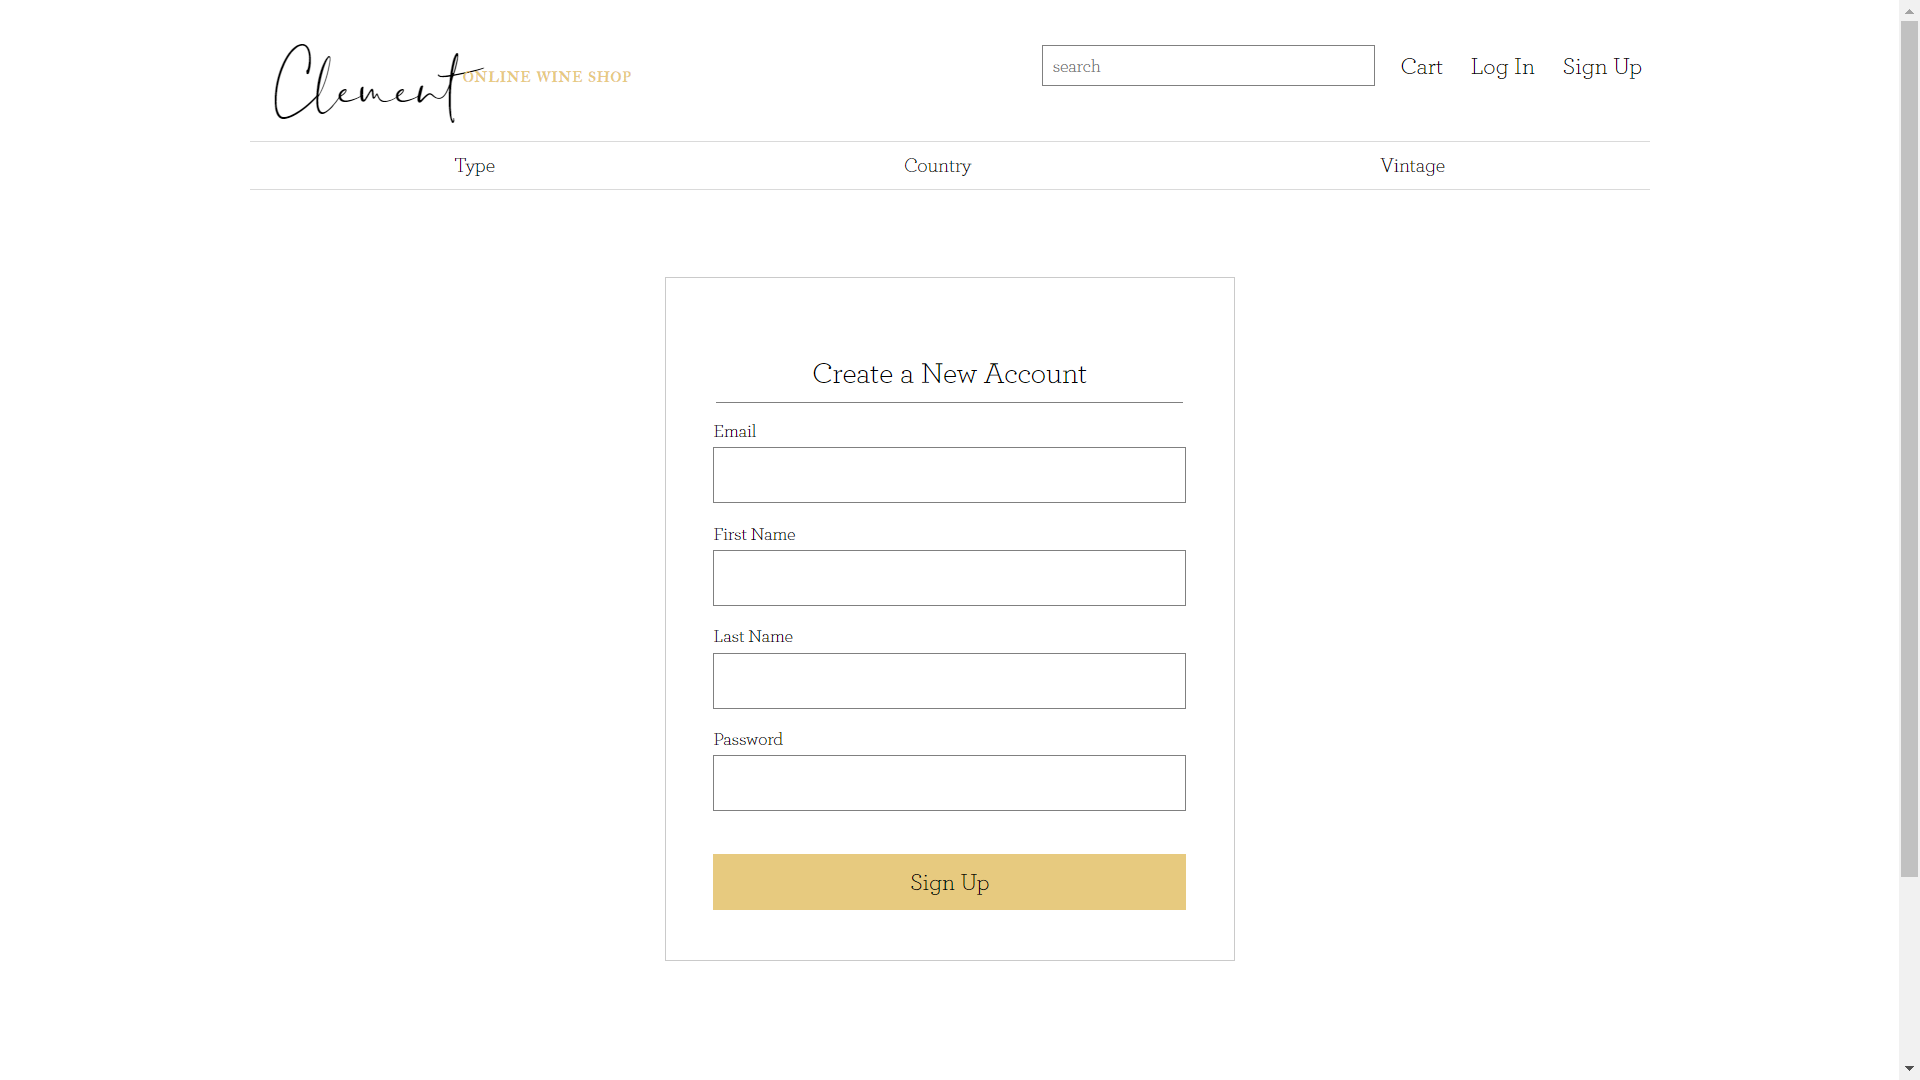 Clement
ONLINE WINE SHOP
search
Cart
Log In
Sign Up
Type
Country
Vintage
Create a New Account
Email
First Name
Last Name
Password
Sign Up